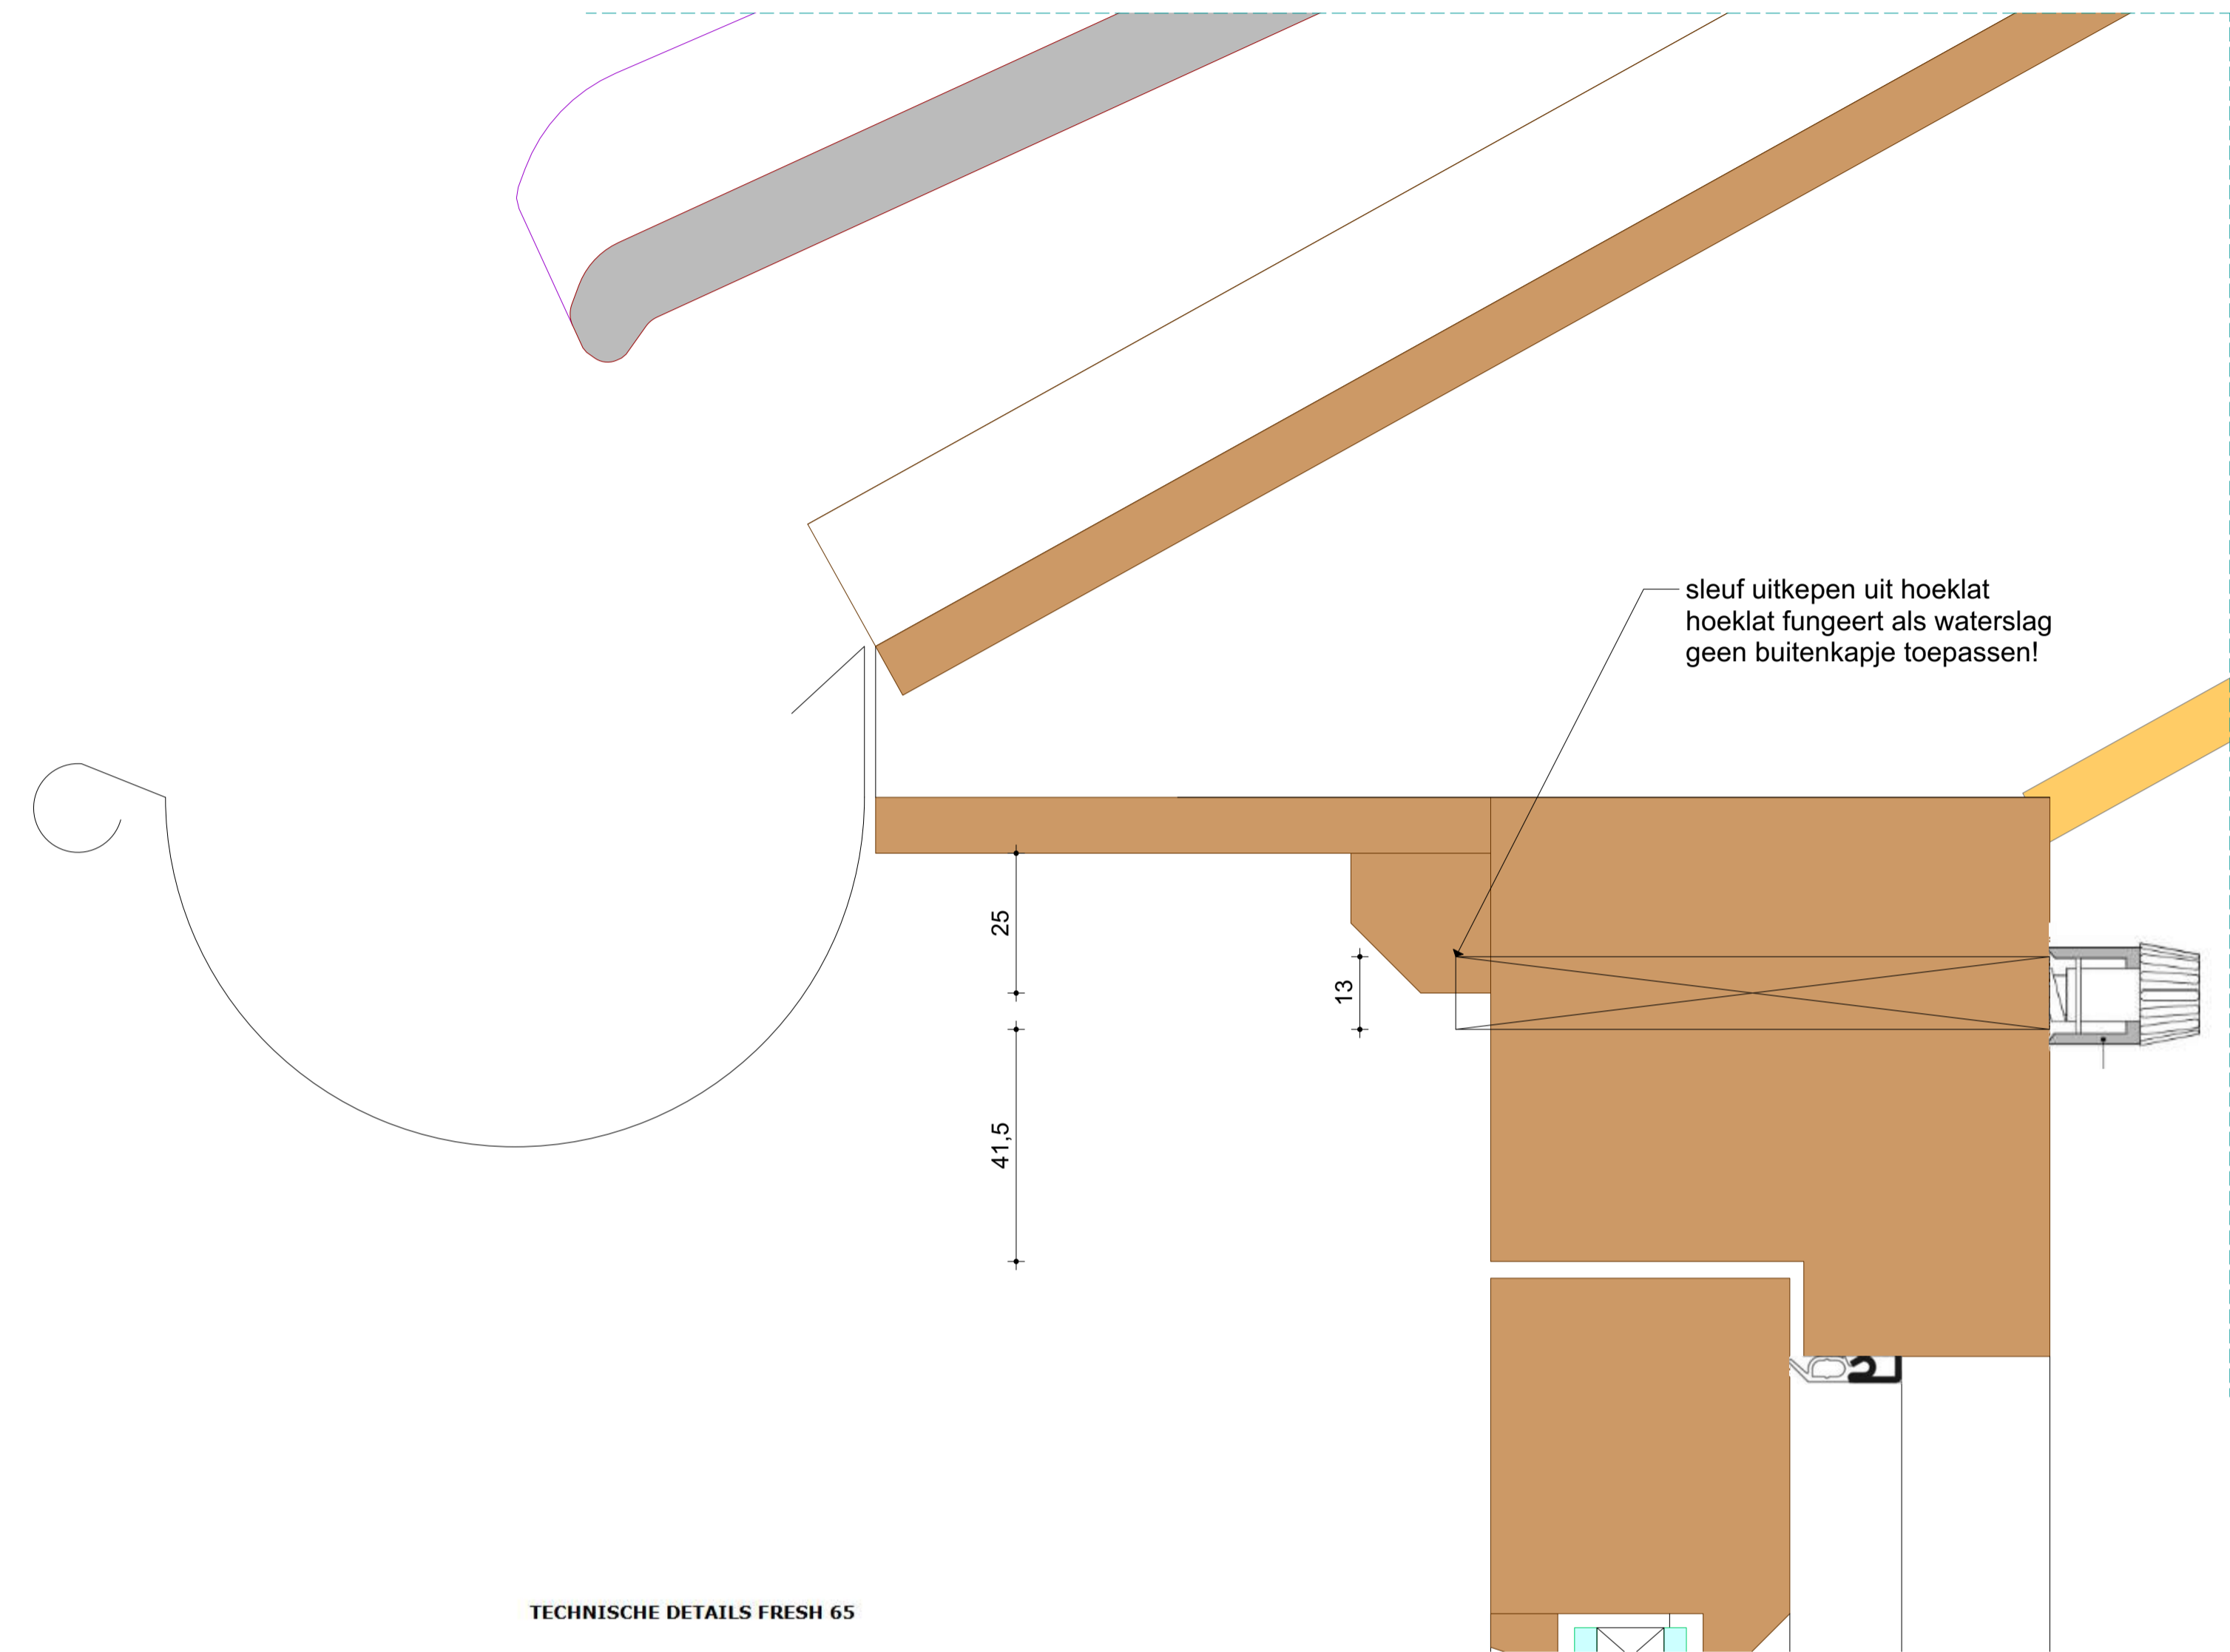 sleuf uitkepen uit hoeklat
hoeklat fungeert als waterslag
geen buitenkapje toepassen!
25
13
41,5
TECHNISCHE DETAILS FRESH 65